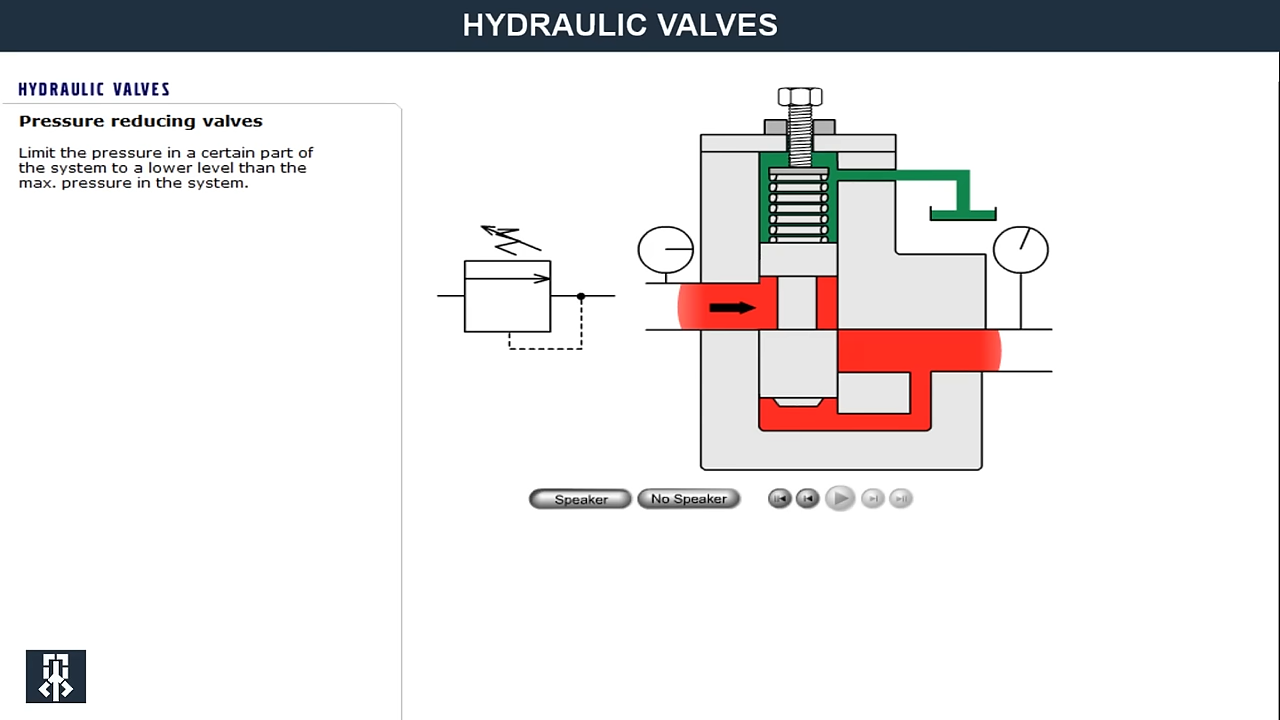 HYDRAULIC VALVES
HYDRAULIC VALVES
Pressure reducing valves
Limit the pressure in a certain part of
the system to a lower level than the
max. pressure in the system.
Speaker
No Speaker